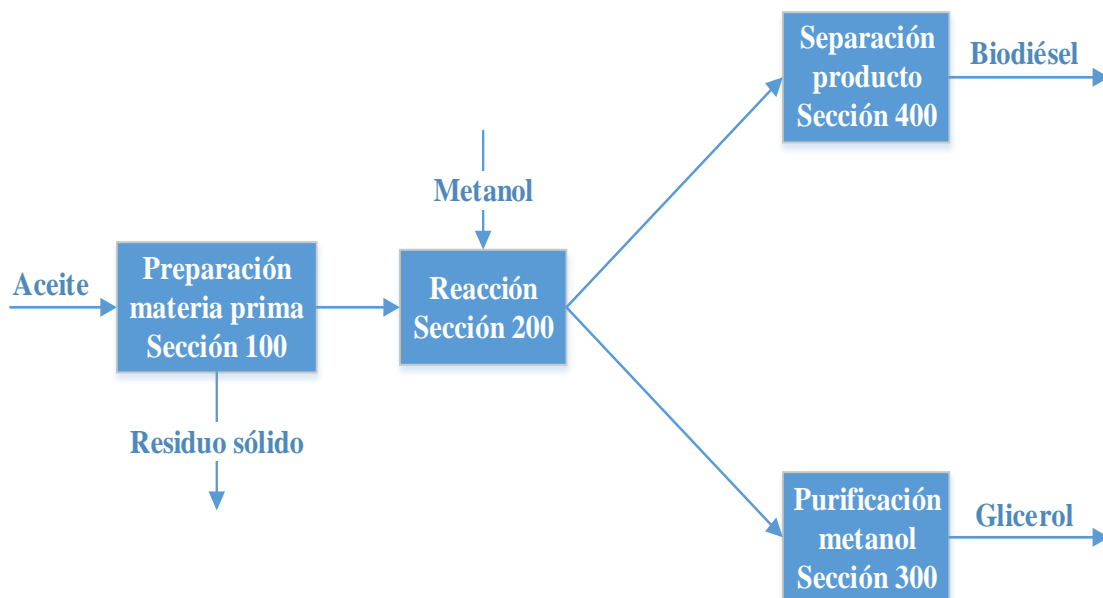 Separación
producto
Sección 400
Biodiésel
Metanol
Aceite
Preparación
materia prima
Sección 100
Reacción
Sección 200
Residuo sólido
Purificación
metanol
Sección 300
Glicerol